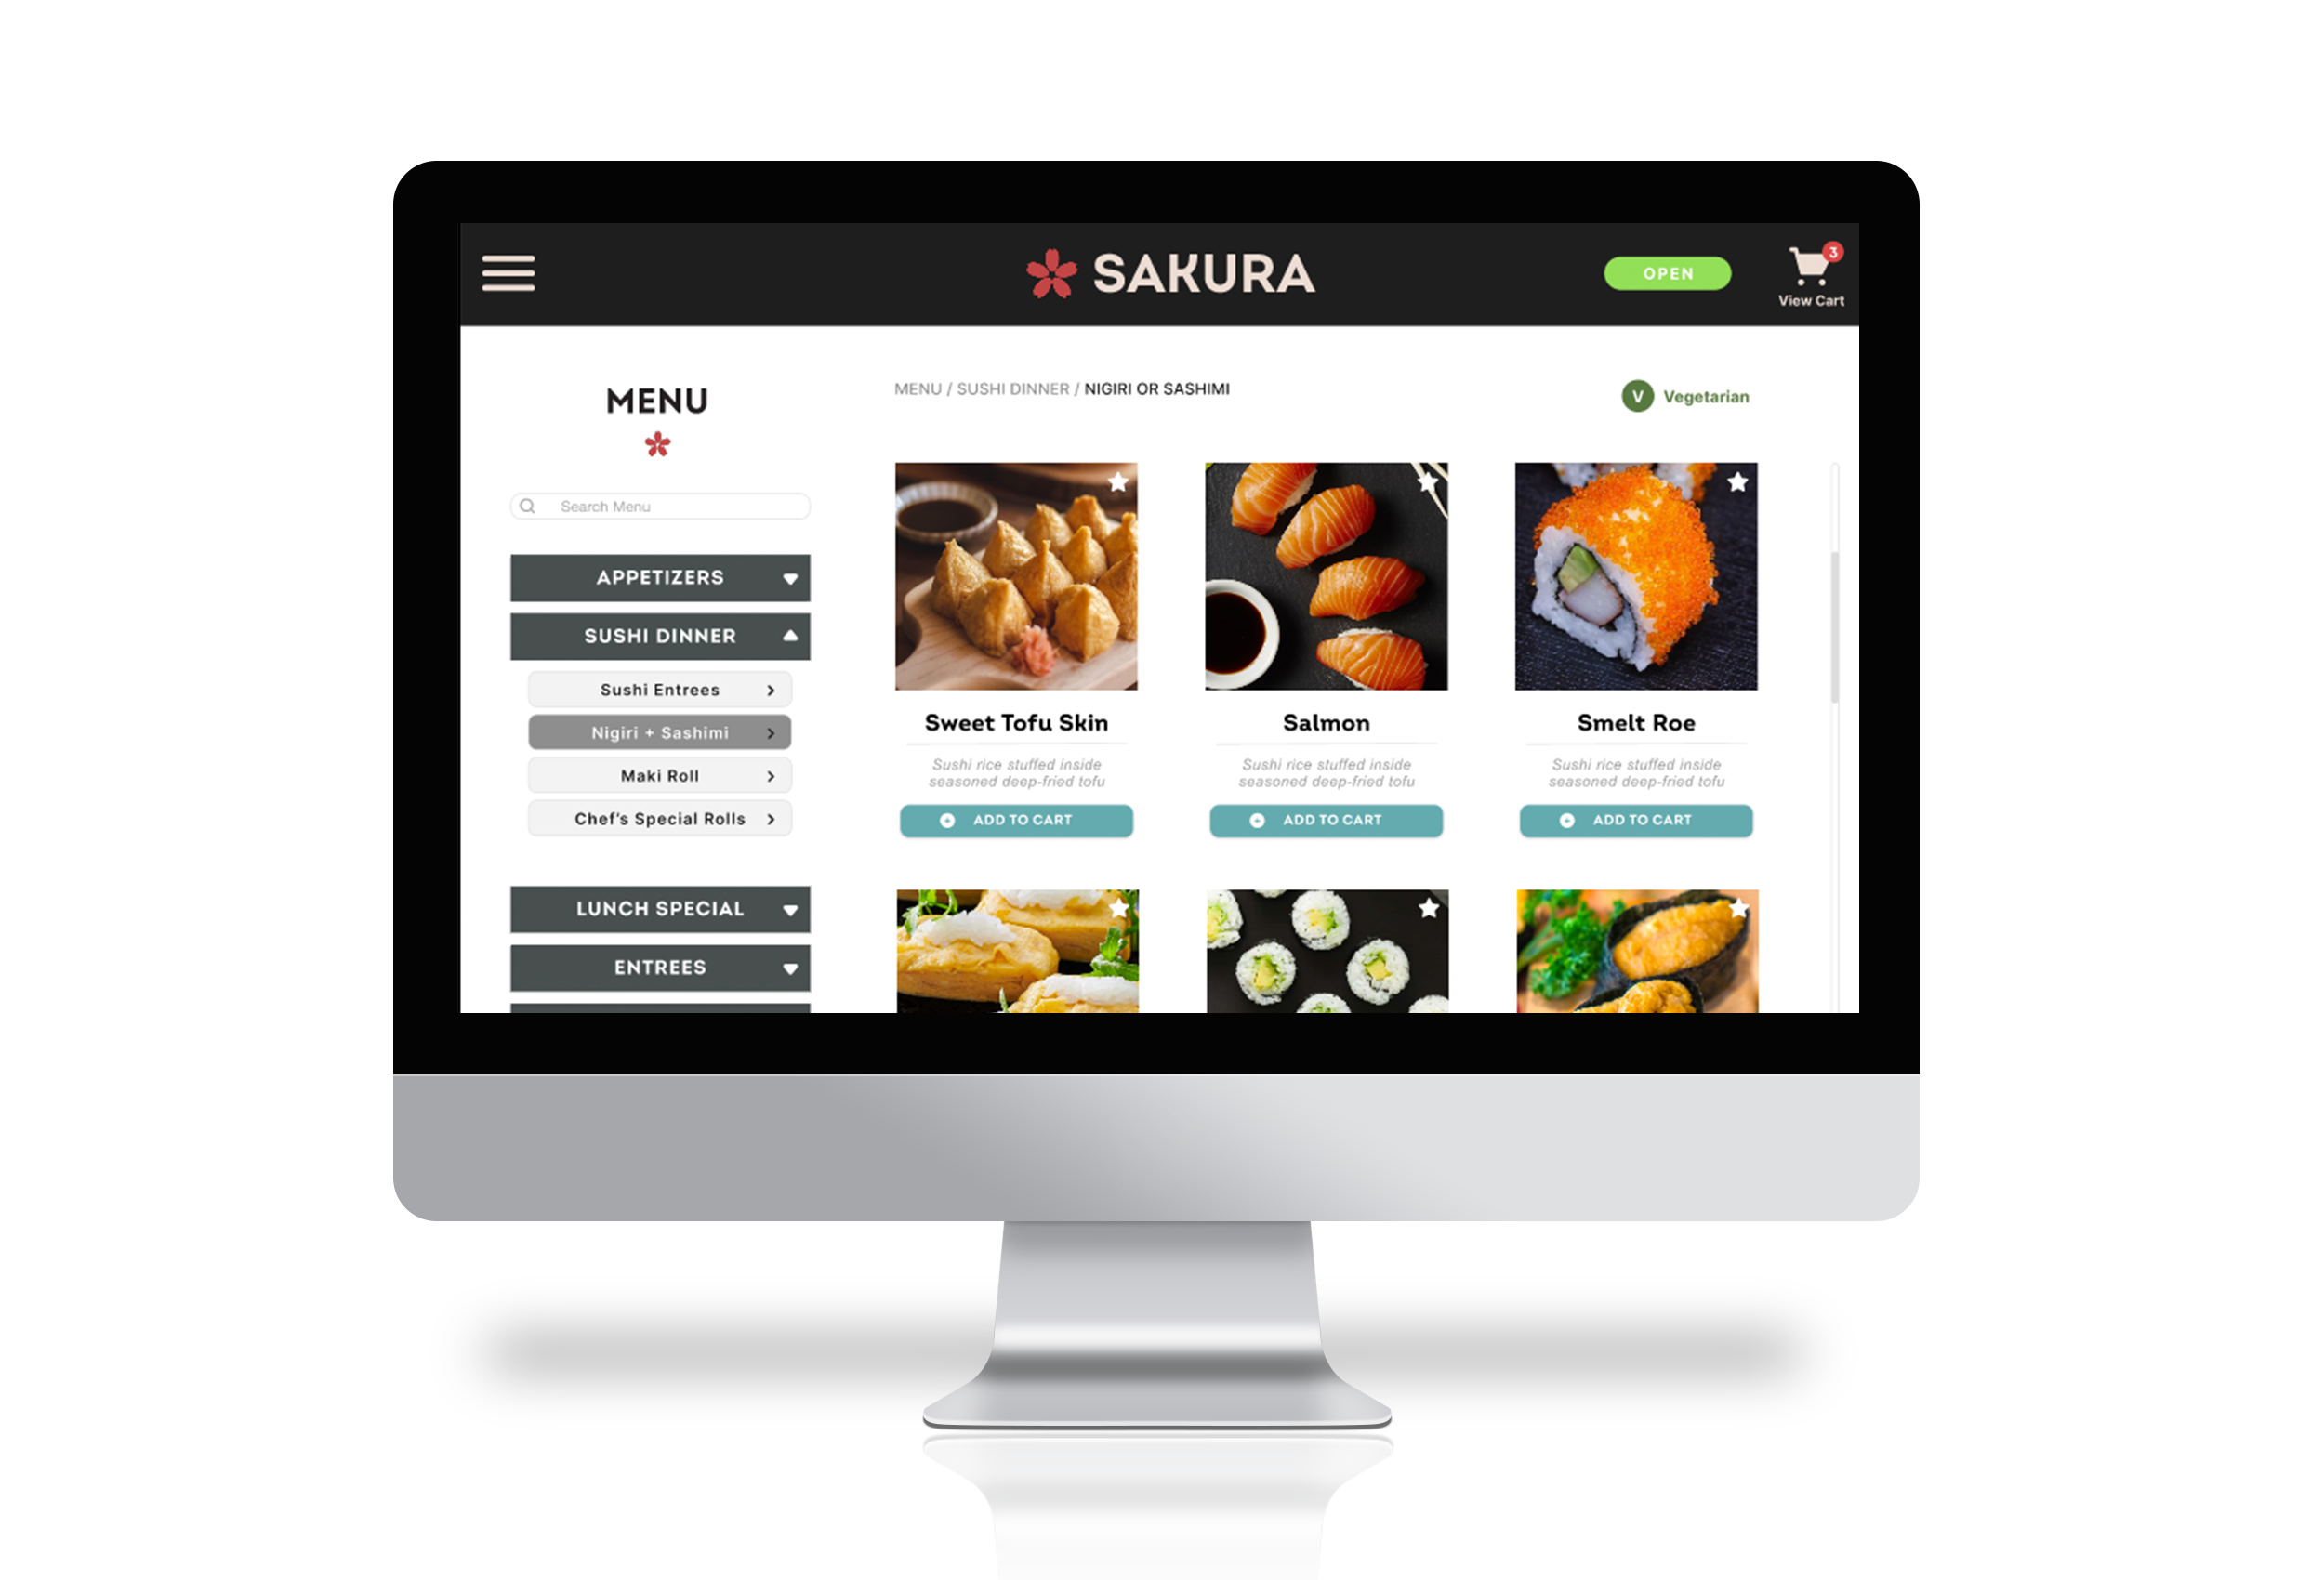 SAKURA
OPEN
3
View Cart
MENU
Search Menu
APPETIZERS
SUSHI DINNER
Sushi Entrees
Nigiri + Sashimi
Maki Roll
Chef's Special Rolls
LUNCH SPECIAL
ENTREES
MENU / SUSHI DINNER / NIGIRI OR SASHIMI
V Vegetarian
Sweet Tofu Skin
Sushi rice stuffed inside
seasoned deep-fried tofu
ADD TO CART
Salmon
Sushi rice stuffed inside
seasoned deep-fried tofu
ADD TO CART
Smelt Roe
Sushi rice stuffed inside
seasoned deep-fried tofu
ADD TO CART